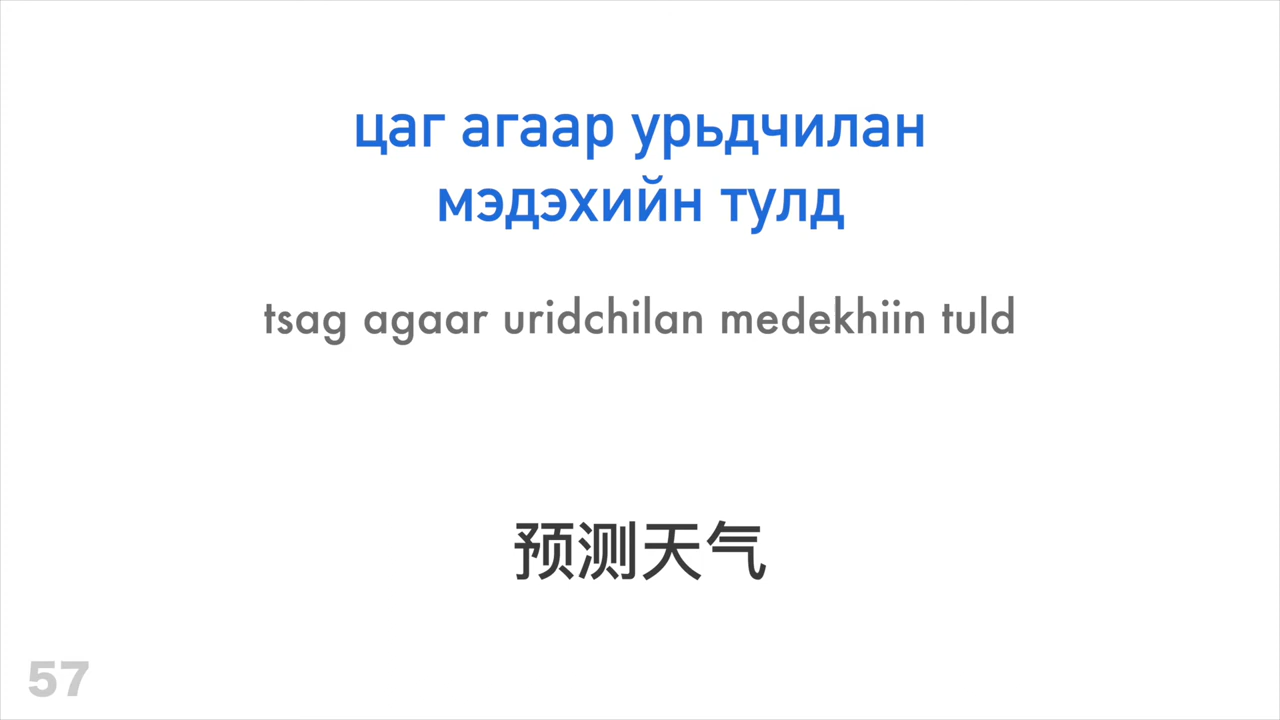 цаг агаар урьдчилан
мэдэхийн тулд
tsag agaar uridchilan medekhiin tuld
预测天气
57